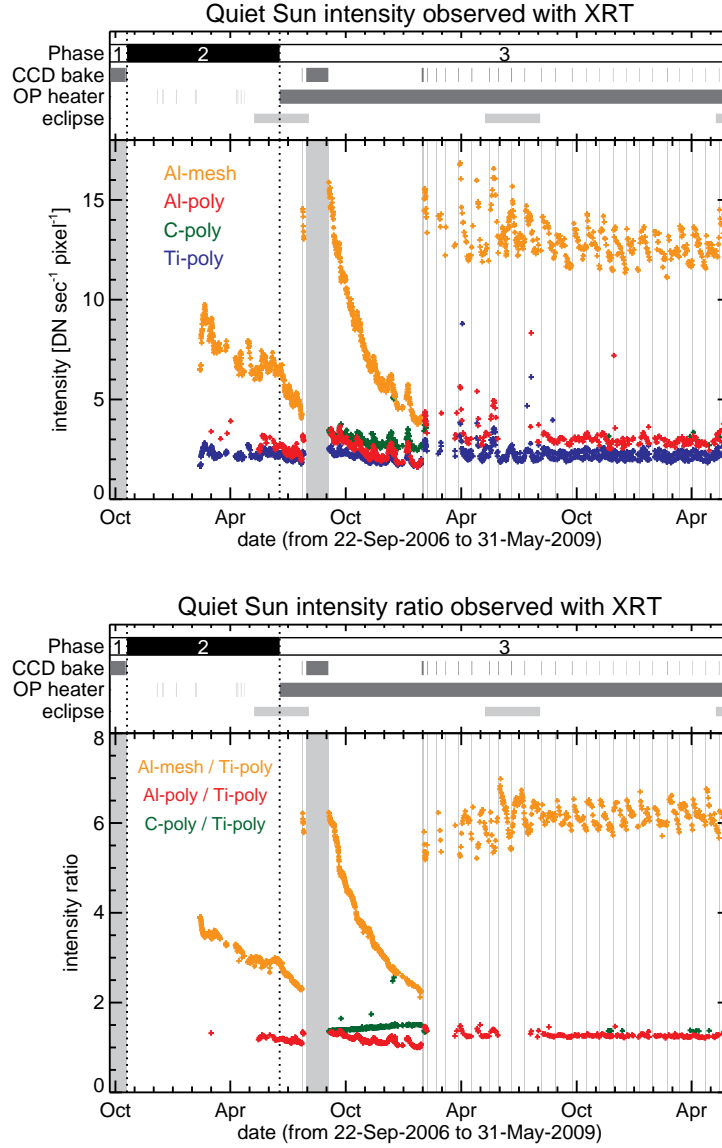 Quiet Sun intensity observed with XRT
Phase 1 2 3
CCD bake
OP heater
eclipse
Al-mesh
Al-poly
C-poly
Ti-poly
intensity [DN sec⁻¹ pixel⁻¹]
15
10
5
0
Oct Apr Oct Apr Oct Apr
date (from 22-Sep-2006 to 31-May-2009)
Quiet Sun intensity ratio observed with XRT
Phase 1 2 3
CCD bake
OP heater
eclipse
Al-mesh / Ti-poly
Al-poly / Ti-poly
C-poly / Ti-poly
intensity ratio
8
6
4
2
0
Oct Apr Oct Apr Oct Apr
date (from 22-Sep-2006 to 31-May-2009)